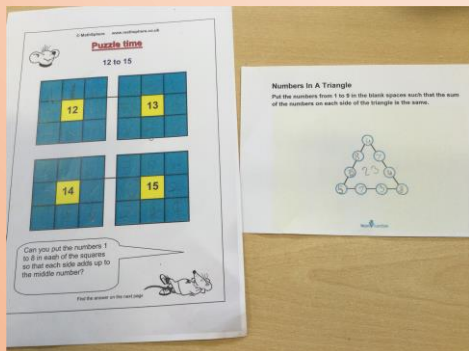 © MathSphere www.mathsphere.co.uk
Puzzle time
12 to 15
12
13
14
15
Can you put the numbers 1
to 8 in each of the squares
so that each side adds up to
the middle number?
Find the answer on the next page
Numbers In A Triangle
Put the numbers from 1 to 9 in the blank spaces such that the sum
of the numbers on each side of the triangle is the same.
23